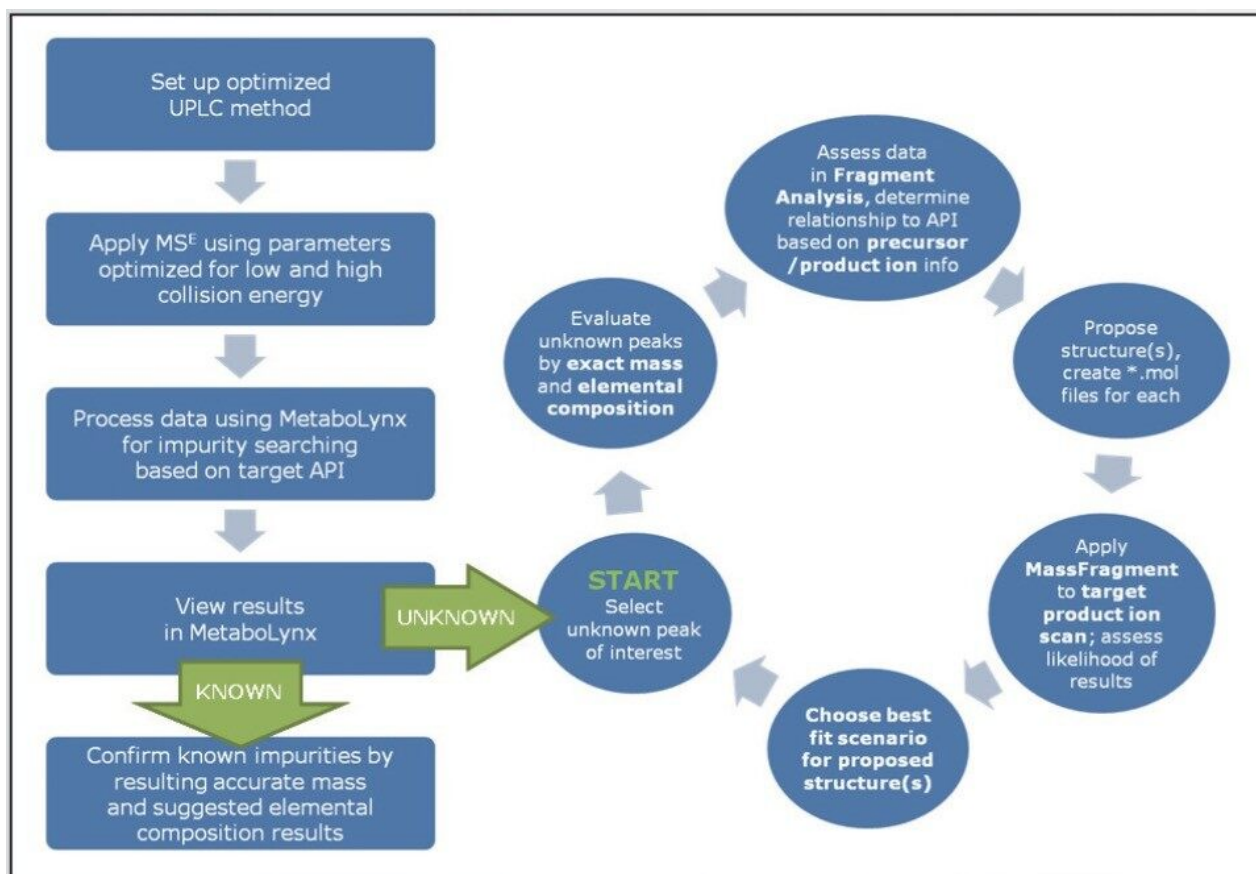 Set up optimized
UPLC method
Apply MSᴱ using parameters
optimized for low and high
collision energy
Process data using MetaboLynx
for impurity searching
based on target API
View results
in MetaboLynx
UNKNOWN
KNOWN
Confirm known impurities by
resulting accurate mass
and suggested elemental
composition results
START
Select
unknown peak
of interest
Evaluate
unknown peaks
by exact mass
and elemental
composition
Assess data
in Fragment
Analysis, determine
relationship to API
based on precursor
/product ion info
Propose
structure(s),
create *.mol
files for each
Apply
MassFragment
to target
product ion
scan; assess
likelihood of
results
Choose best
fit scenario
for proposed
structure(s)